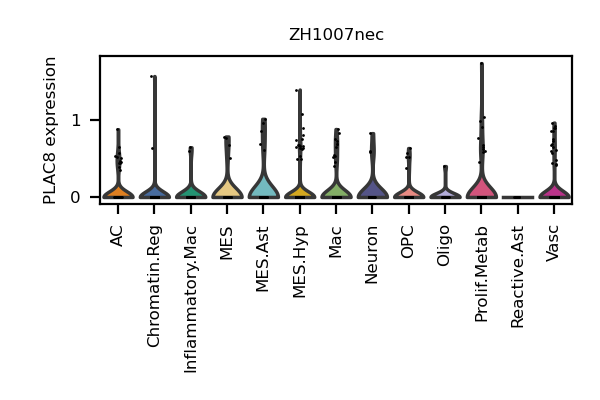 ZH1007nec
PLAC8 expression
1
0
AC
Chromatin.Reg
Inflammatory.Mac
MES
MES.Ast
MES.Hyp
Mac
Neuron
OPC
Oligo
Prolif.Metab
Reactive.Ast
Vasc